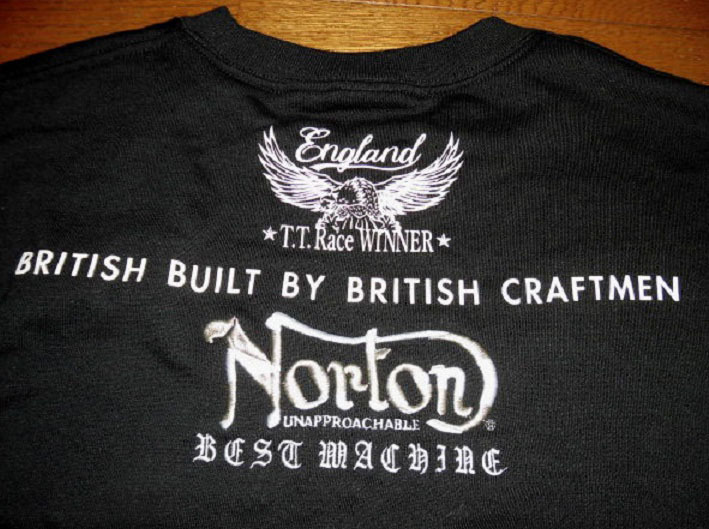 England
★T.T. Race WINNER★
BRITISH BUILT BY BRITISH CRAFTMEN
Norton
UNAPPROACHABLE ®
BEST MACHINE